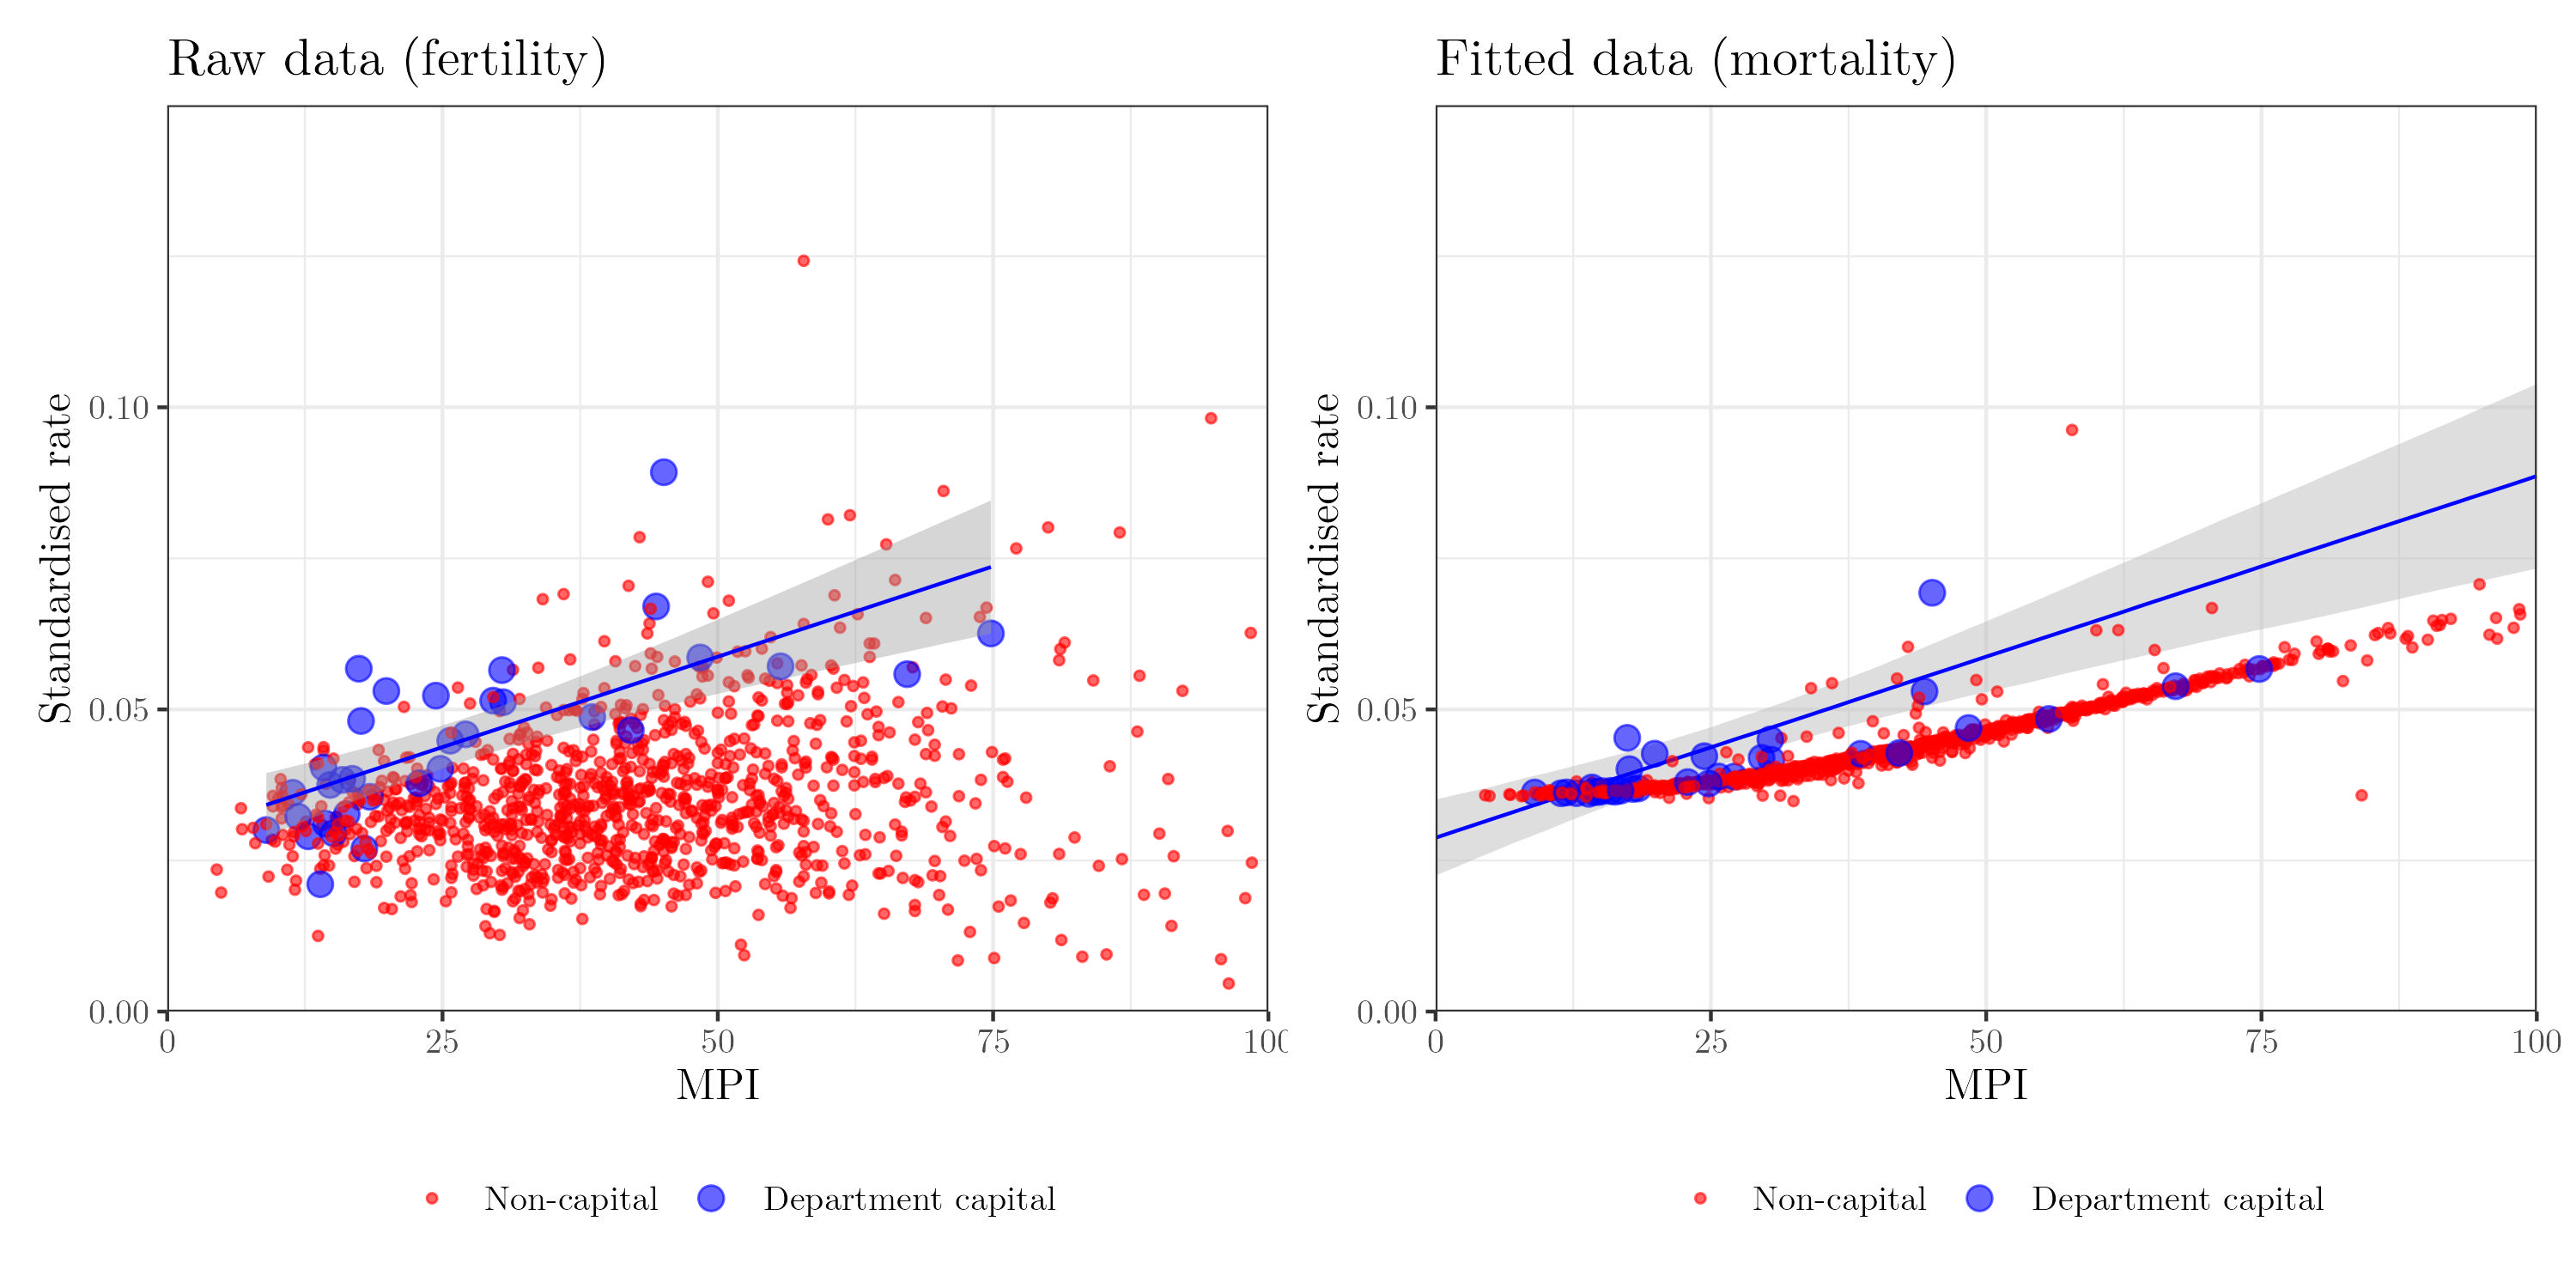 Raw data (fertility)
Standardised rate
0.10
0.05
0.00
0 25 50 75 100
MPI
Non-capital Department capital
Fitted data (mortality)
Standardised rate
0.10
0.05
0.00
0 25 50 75 100
MPI
Non-capital Department capital